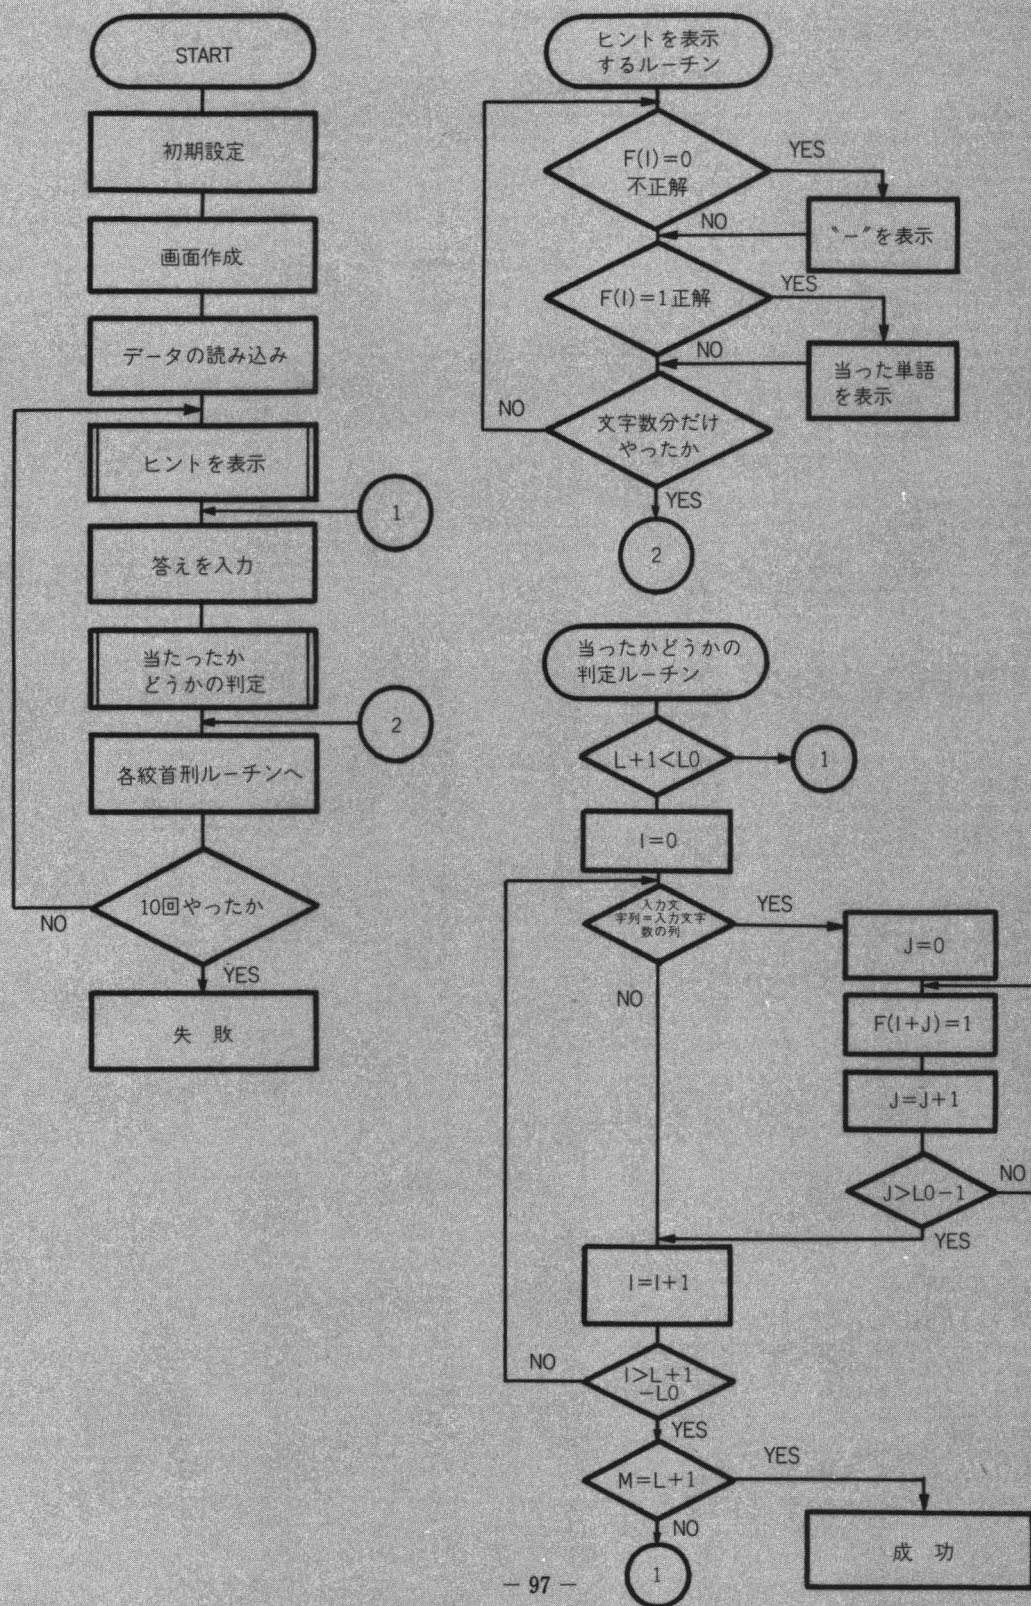 START
初期設定
画面作成
データの読み込み
ヒントを表示
1
答えを入力
当たったか
どうかの判定
2
各絞首刑ルーチンへ
10回やったか
NO
YES
失 敗
ヒントを表示
するルーチン
F(I)=0
不正解
YES
NO
"－"を表示
F(I)=1正解
YES
NO
当った単語
を表示
文字数分だけ
やったか
NO
YES
2
当ったかどうかの
判定ルーチン
L+1<L0
1
I=0
入力文
字列=入力文字
数の列
YES
NO
J=0
F(I+J)=1
J=J+1
J>L0-1
NO
YES
I=I+1
I>L+1
-L0
NO
YES
M=L+1
YES
NO
成 功
1
— 97 —